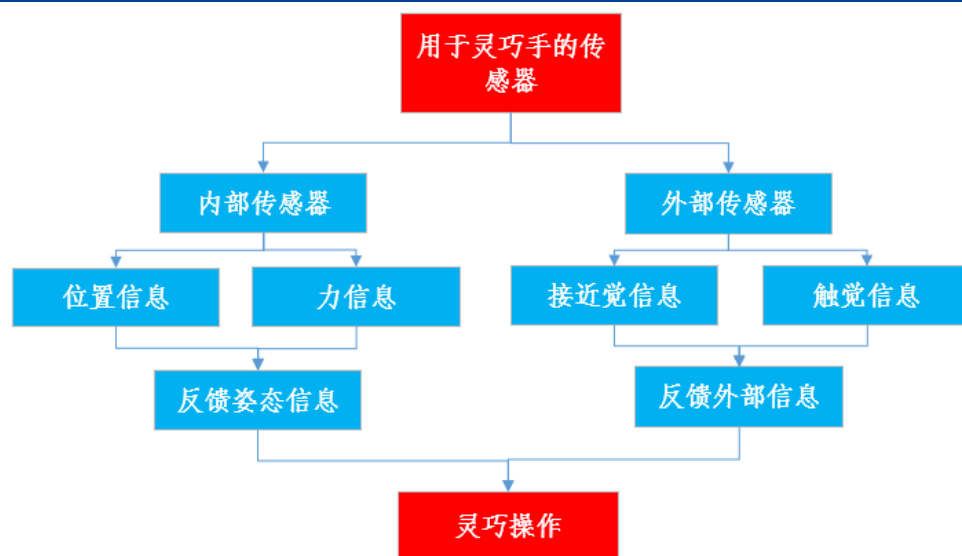 用于灵巧手的传
感器
内部传感器
外部传感器
位置信息
力信息
接近觉信息
触觉信息
反馈姿态信息
反馈外部信息
灵巧操作